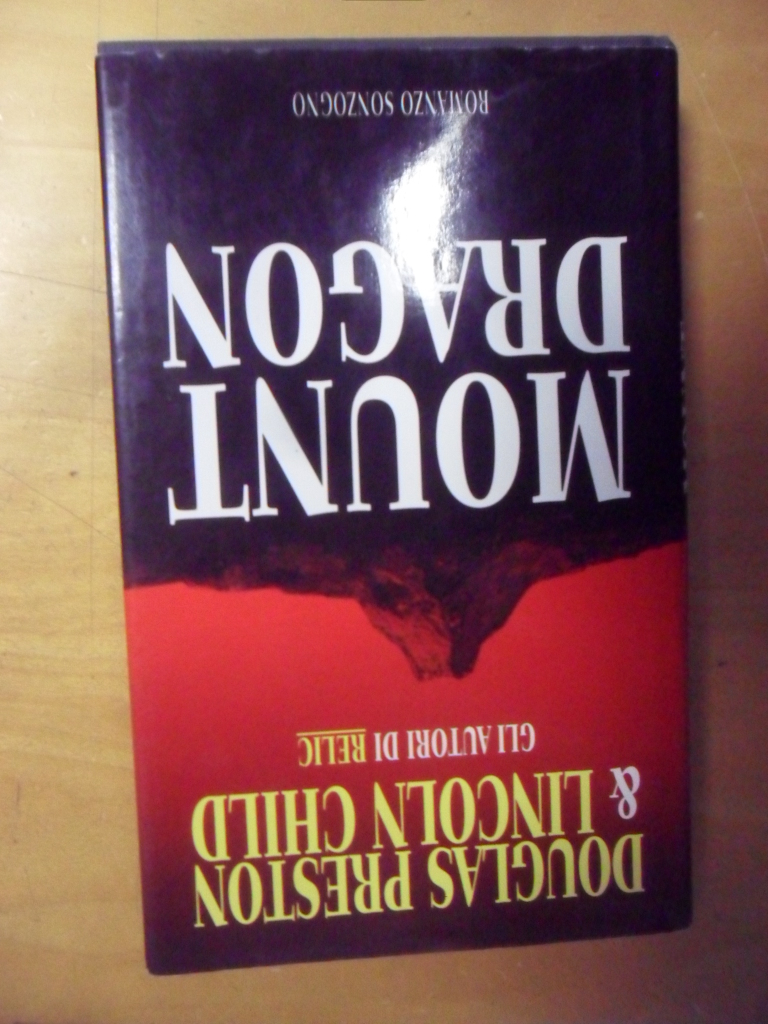 DOUGLAS PRESTON
& LINCOLN CHILD
GLI AUTORI DI RELIC
MOUNT
DRAGON
ROMANZO SONZOGNO